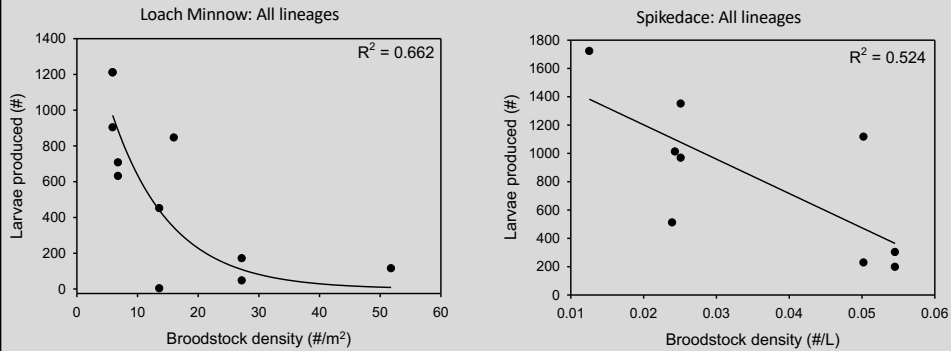 Loach Minnow: All lineages
R² = 0.662
Larvae produced (#)
1400
1200
1000
800
600
400
200
0
0 10 20 30 40 50 60
Broodstock density (#/m²)
Spikedace: All lineages
R² = 0.524
Larvae produced (#)
1800
1600
1400
1200
1000
800
600
400
200
0
0.01 0.02 0.03 0.04 0.05 0.06
Broodstock density (#/L)